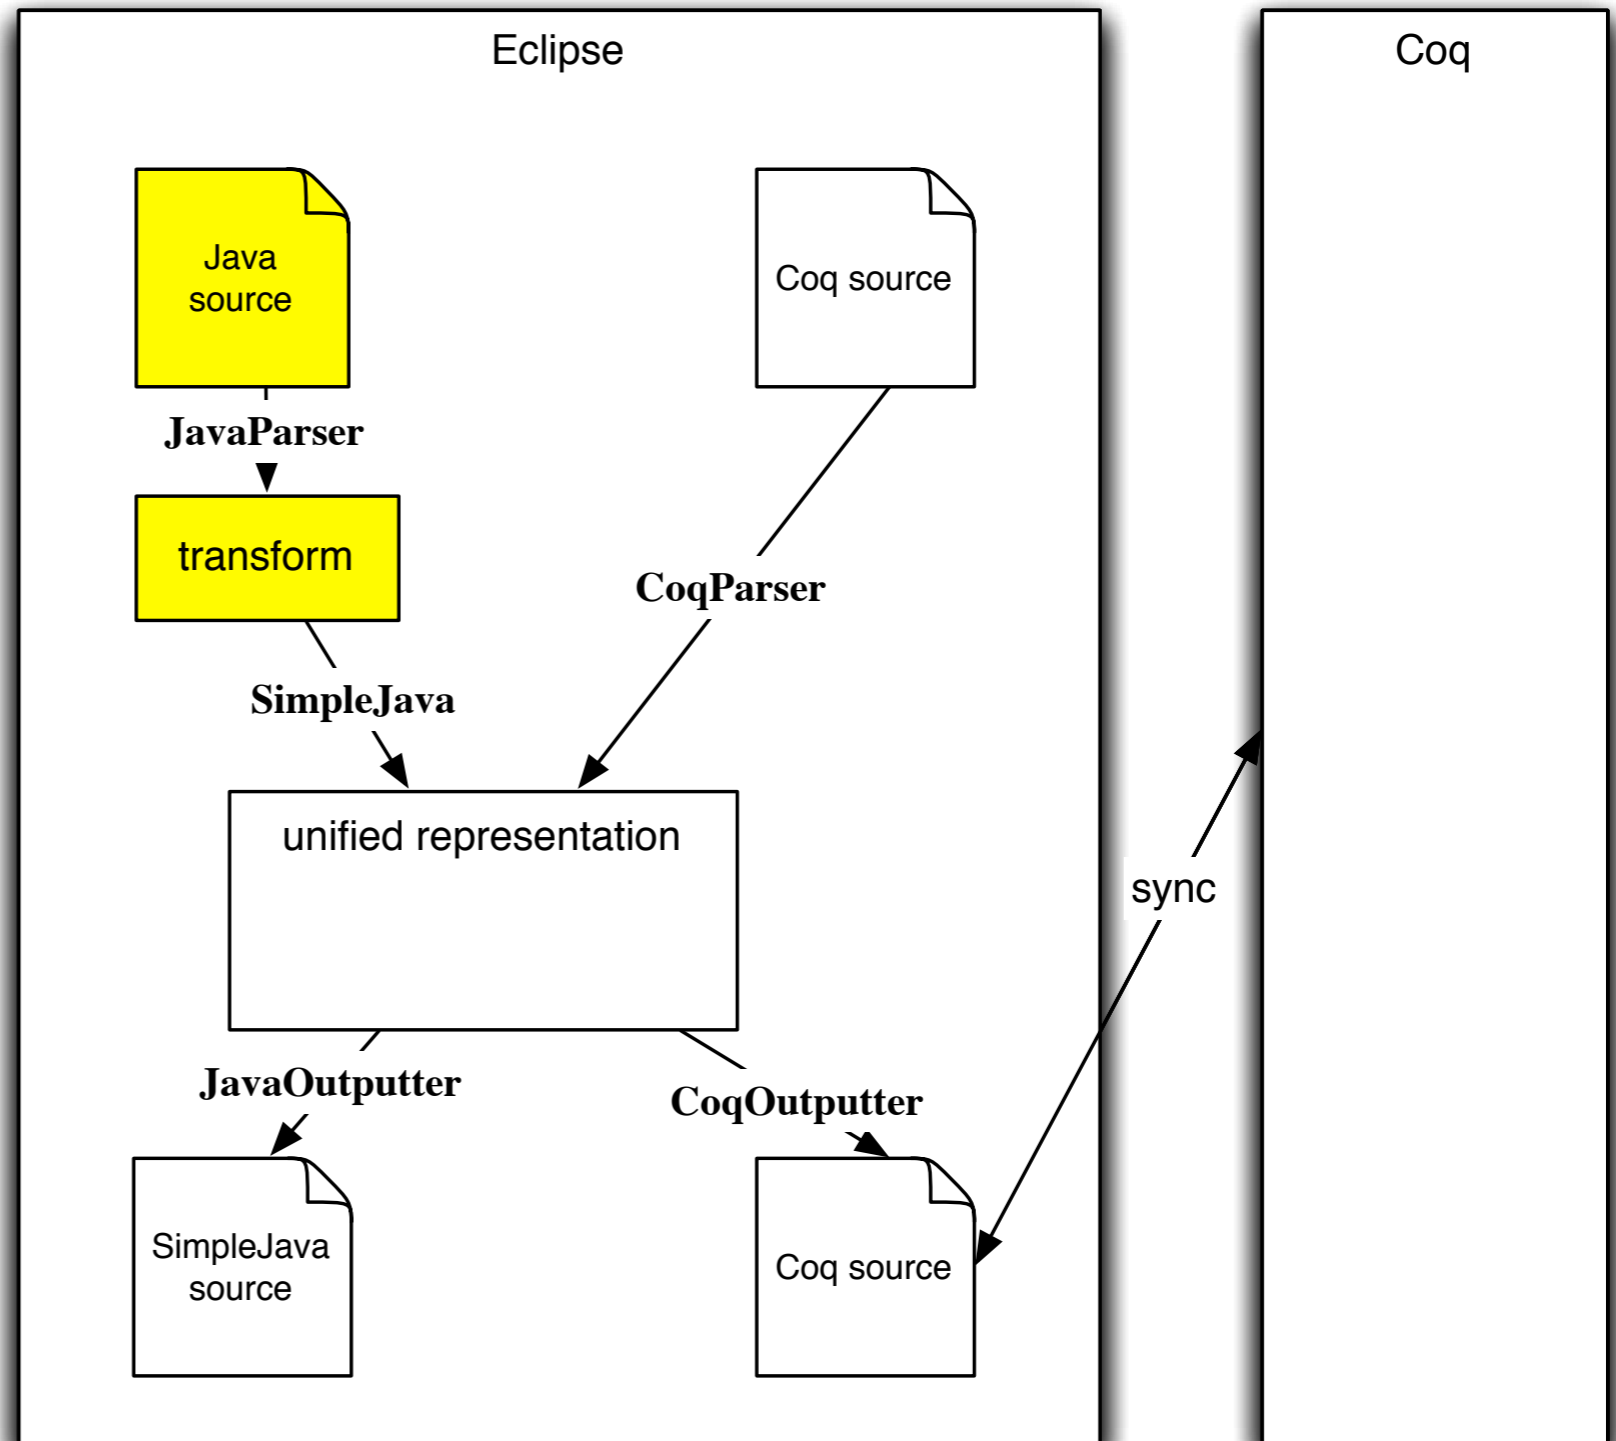 Eclipse
Coq
Java
source
Coq source
JavaParser
transform
CoqParser
SimpleJava
unified representation
sync
JavaOutputter
CoqOutputter
SimpleJava
source
Coq source